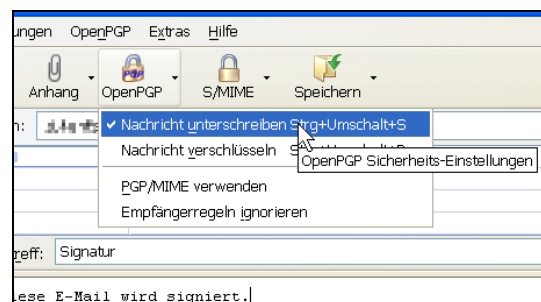 ungen OpenPGP Extras Hilfe
Anhang OpenPGP S/MIME Speichern
n:
Nachricht unterschreiben Strg+Umschalt+S
Nachricht verschlüsseln
OpenPGP Sicherheits-Einstellungen
PGP/MIME verwenden
Empfängerregeln ignorieren
reff: Signatur
iese E-Mail wird signiert.